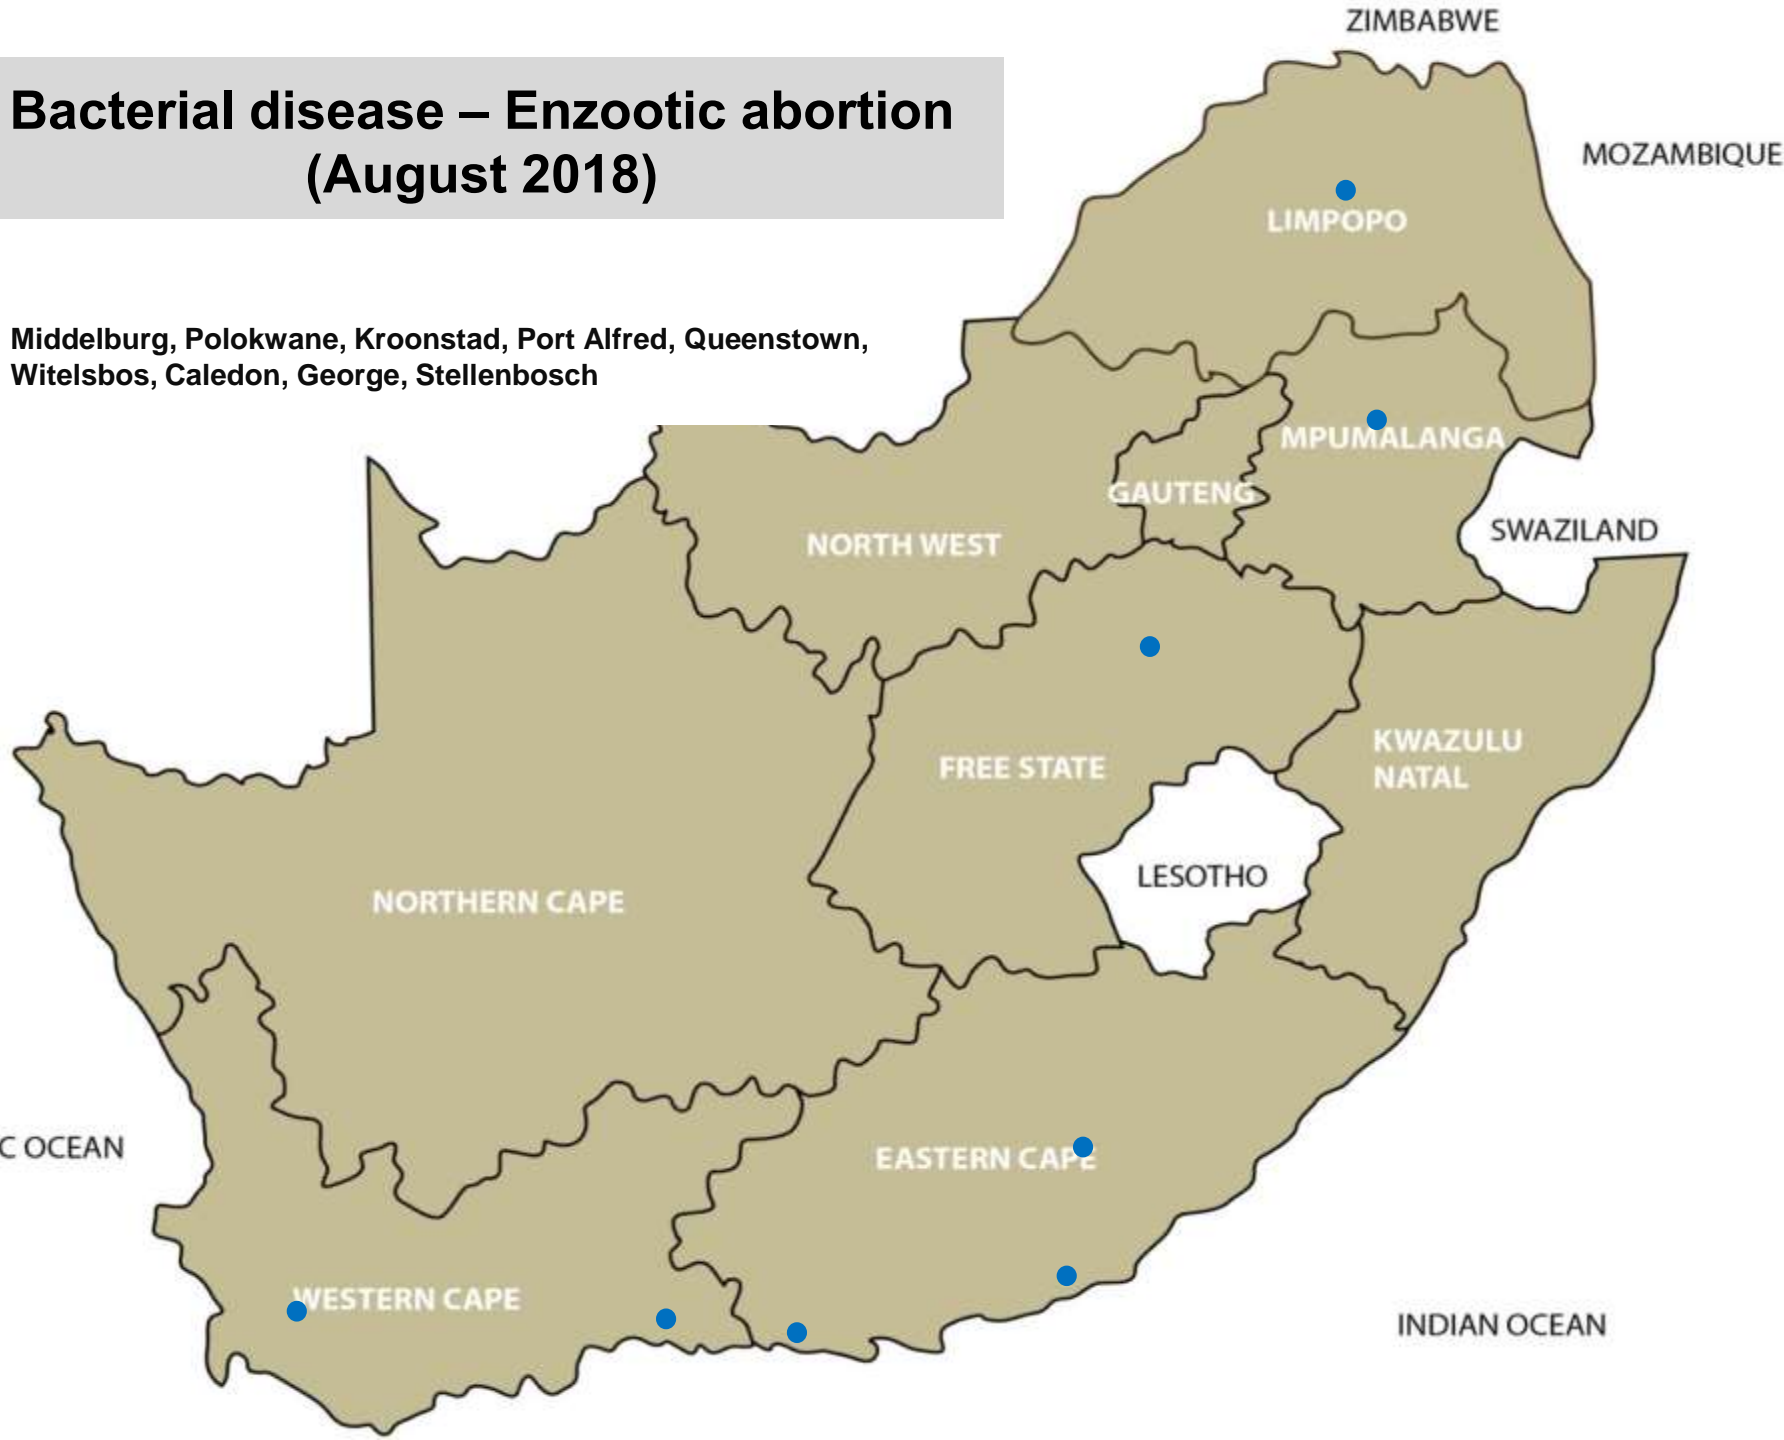 ZIMBABWE
Bacterial disease – Enzootic abortion
(August 2018)
MOZAMBIQUE
LIMPOPO
Middelburg, Polokwane, Kroonstad, Port Alfred, Queenstown,
Witelsbos, Caledon, George, Stellenbosch
MPUMALANGA
GAUTENG
SWAZILAND
NORTH WEST
KWAZULU
NATAL
FREE STATE
LESOTHO
NORTHERN CAPE
C OCEAN
EASTERN CAPE
WESTERN CAPE
INDIAN OCEAN